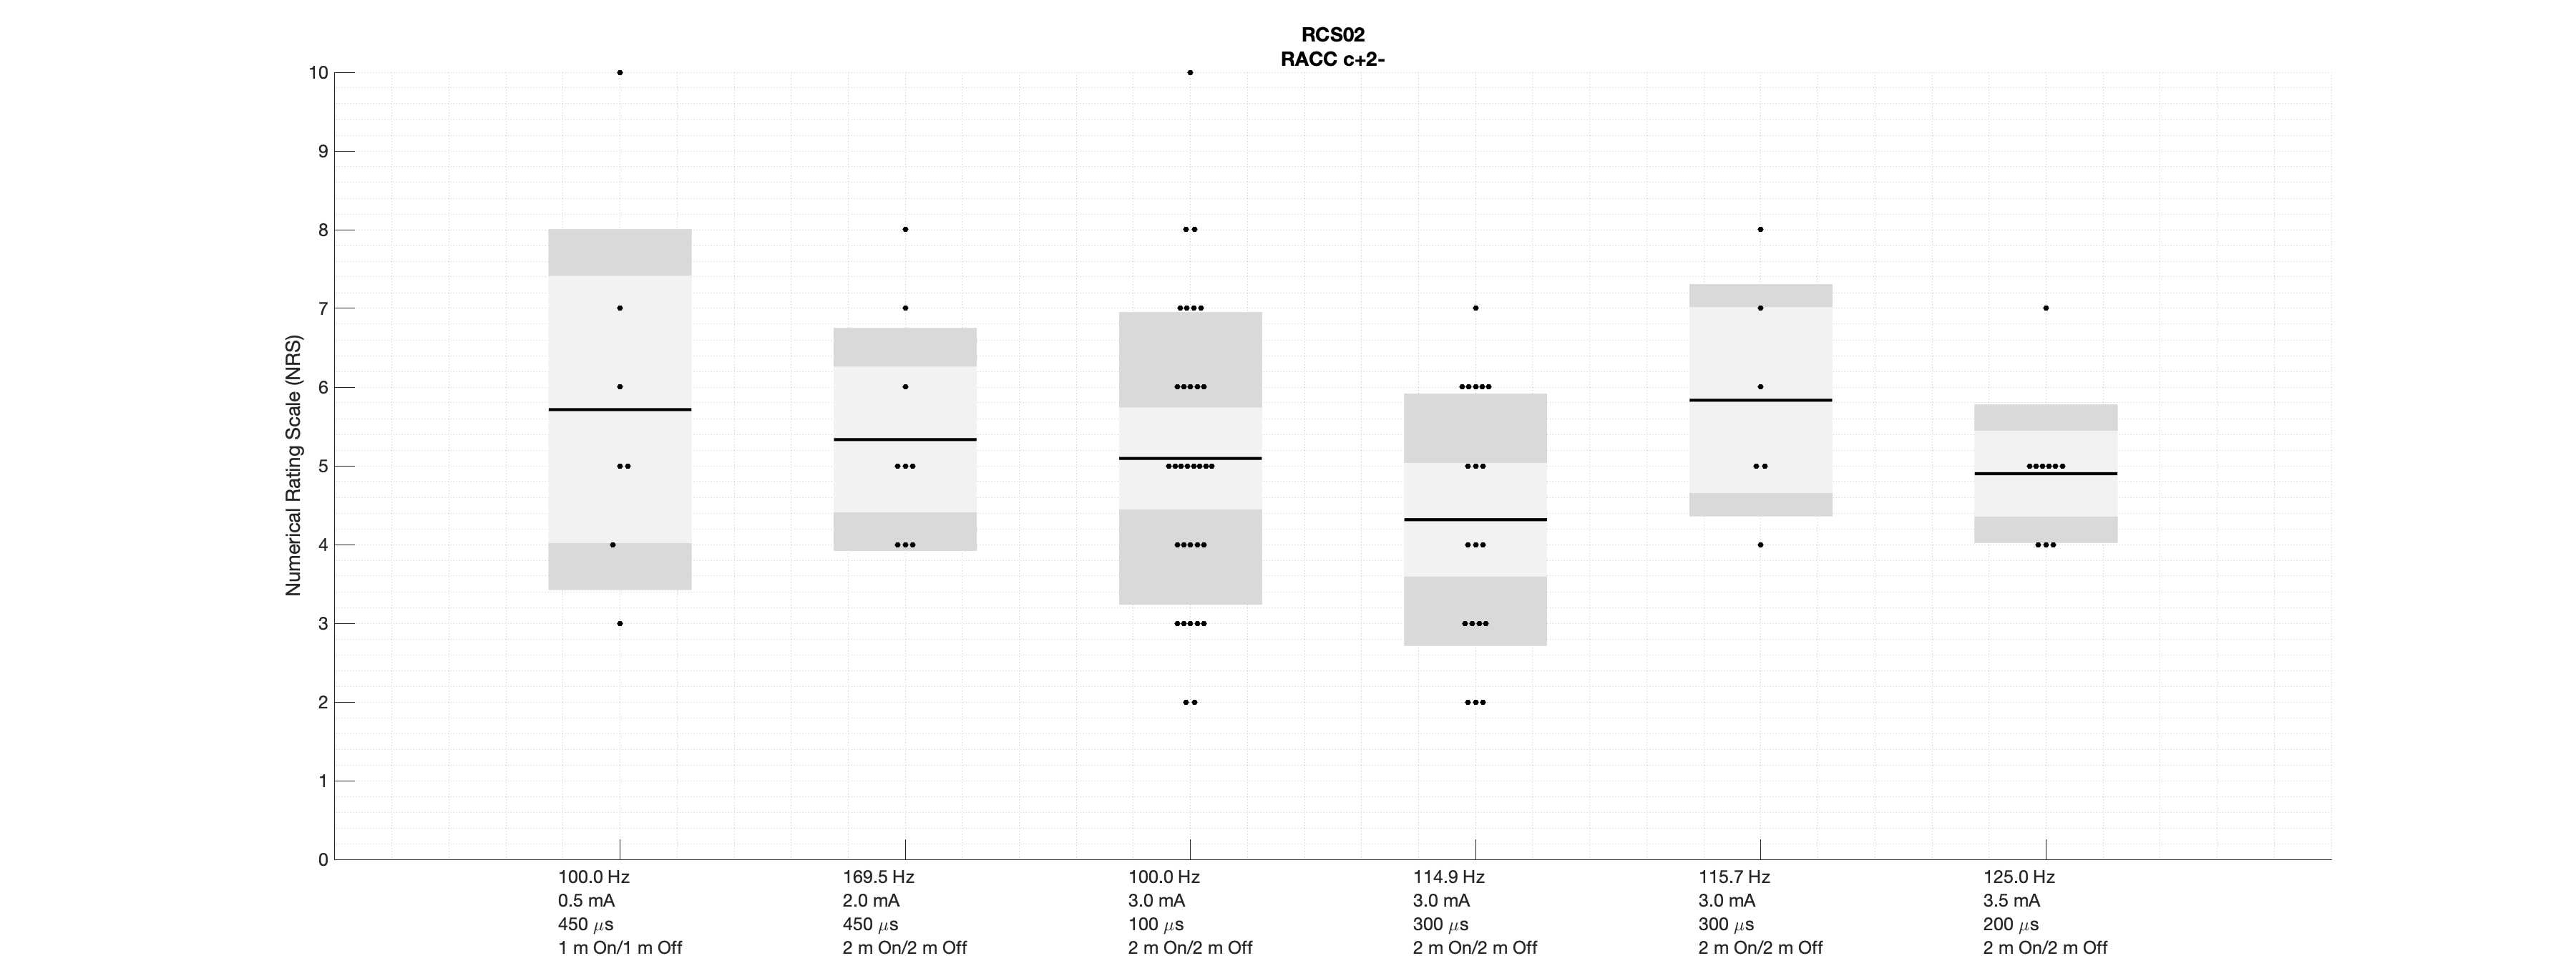 RCS02
RACC c+2-
Numerical Rating Scale (NRS)
10
9
8
7
6
5
4
3
2
1
0
100.0 Hz
0.5 mA
450 μs
1 m On/1 m Off
169.5 Hz
2.0 mA
450 μs
2 m On/2 m Off
100.0 Hz
3.0 mA
100 μs
2 m On/2 m Off
114.9 Hz
3.0 mA
300 μs
2 m On/2 m Off
115.7 Hz
3.0 mA
300 μs
2 m On/2 m Off
125.0 Hz
3.5 mA
200 μs
2 m On/2 m Off